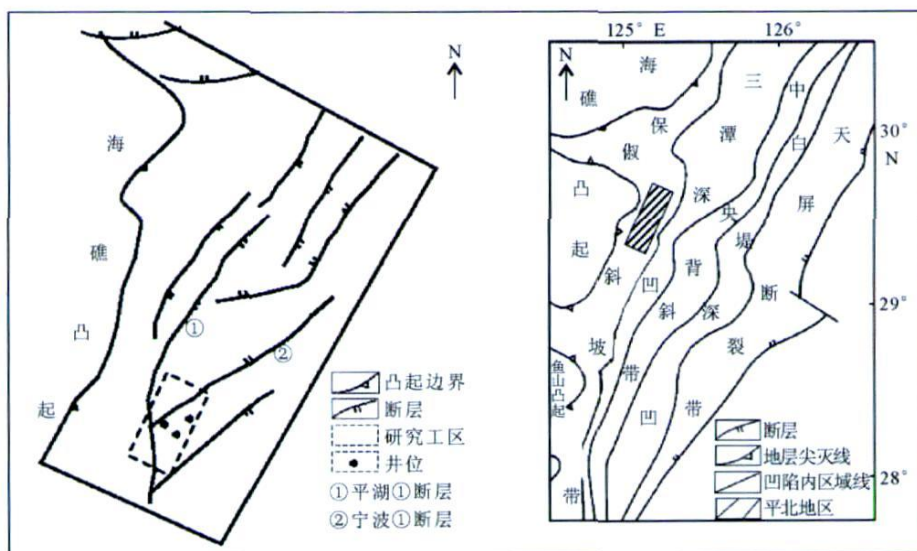 N
海
礁
凸
起
①
②
凸起边界
断层
研究工区
井位
①平湖①断层
②宁波①断层
125° E
126°
N
30°
N
29°
28°
海礁
凸起
保俶斜坡带
三潭深凹
中央背斜带
白堤深凹
天屏断裂带
鱼山凸起
断层
地层尖灭线
凹陷内区域线
平北地区